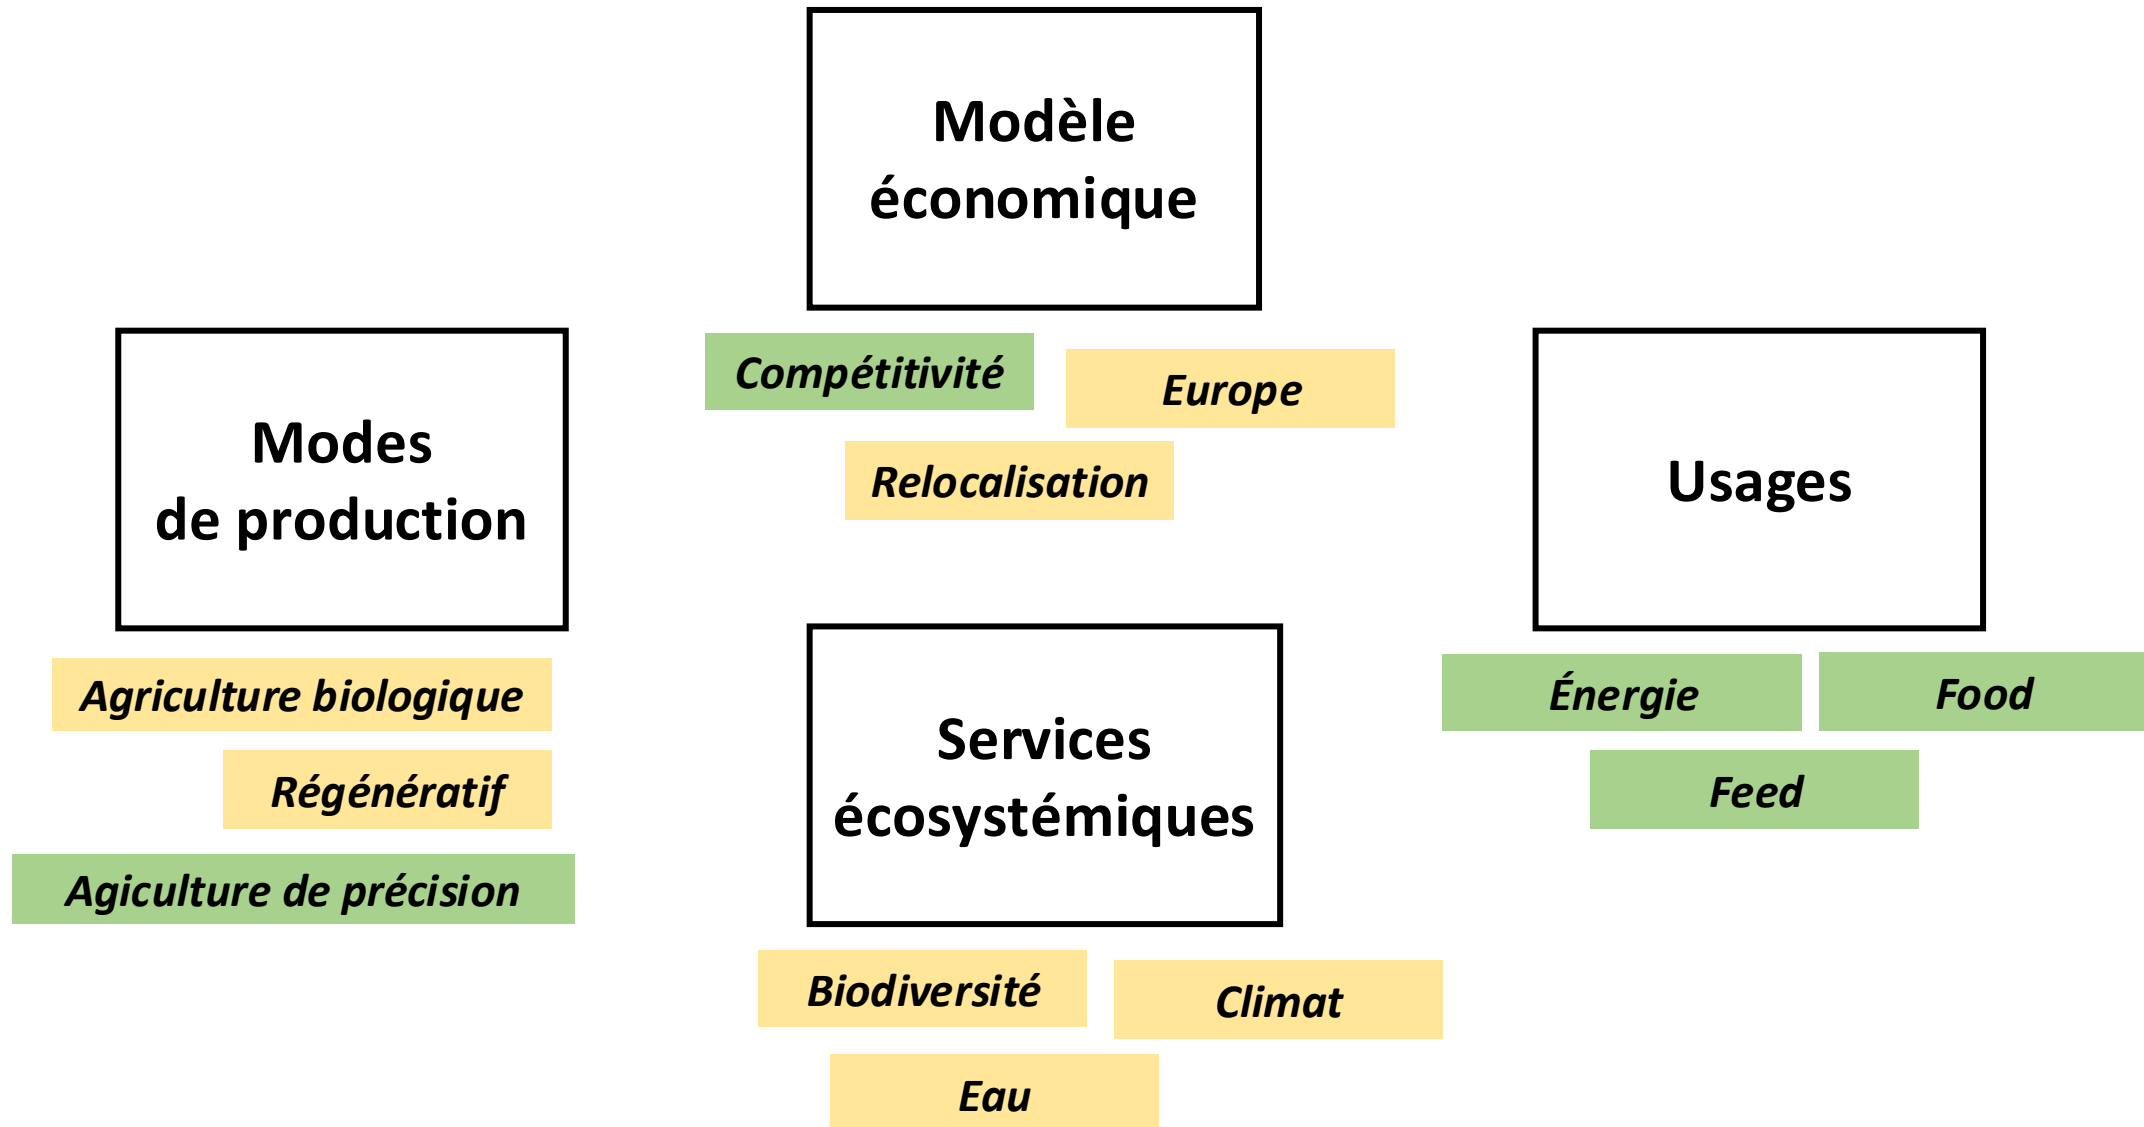 Modèle
économique
Compétitivité
Europe
Relocalisation
Modes
de production
Agriculture biologique
Régénératif
Agiculture de précision
Services
écosystémiques
Biodiversité
Climat
Eau
Usages
Énergie
Food
Feed